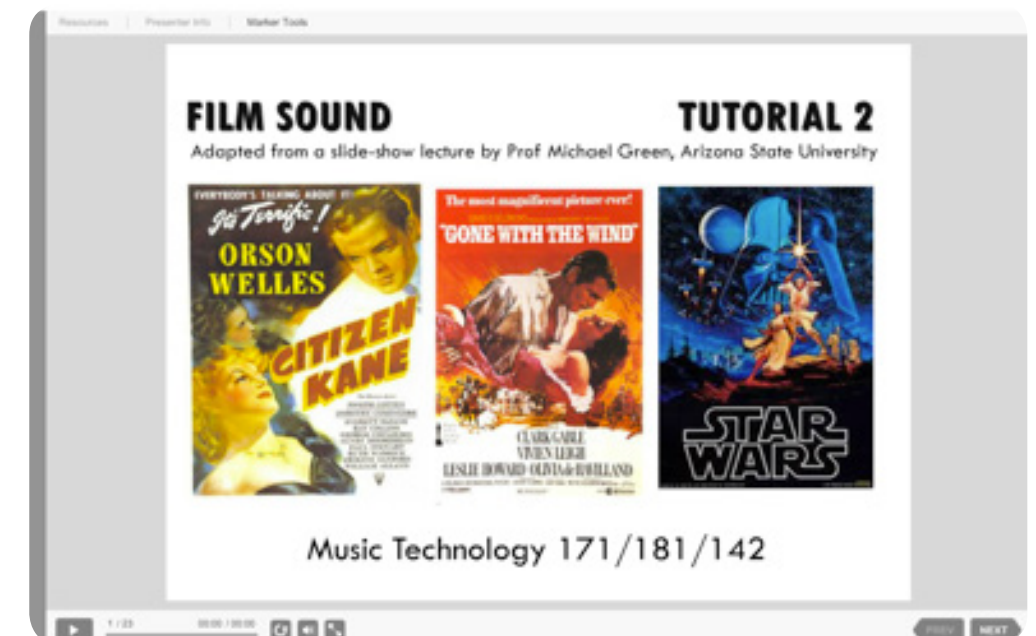 Resources | Presenter Info | Marker Tools
FILM SOUND
TUTORIAL 2
Adapted from a slide-show lecture by Prof Michael Green, Arizona State University
EVERYBODY'S TALKING ABOUT IT!
It's Terrific!
ORSON
WELLES
CITIZEN
KANE
The most magnificent picture ever!
"GONE WITH THE WIND"
CLARK GABLE
VIVIEN LEIGH
LESLIE HOWARD · OLIVIA de HAVILLAND
STAR
WARS
Music Technology 171/181/142
1 / 23
00:00 / 00:00
PREV
NEXT